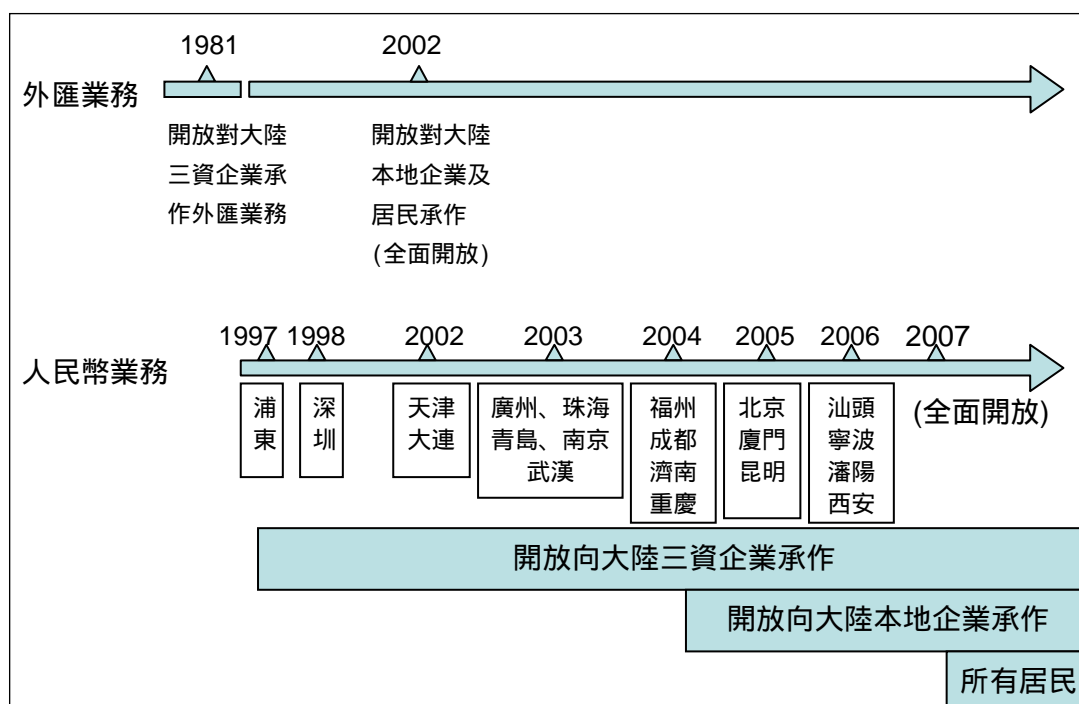 1981
2002
外匯業務
開放對大陸
三資企業承
作外匯業務
開放對大陸
本地企業及
居民承作
(全面開放)
1997
1998
2002
2003
2004
2005
2006
2007
人民幣業務
浦
東
深
圳
天津
大連
廣州、珠海
青島、南京
武漢
福州
成都
濟南
重慶
北京
廈門
昆明
汕頭
寧波
瀋陽
西安
(全面開放)
開放向大陸三資企業承作
開放向大陸本地企業承作
所有居民